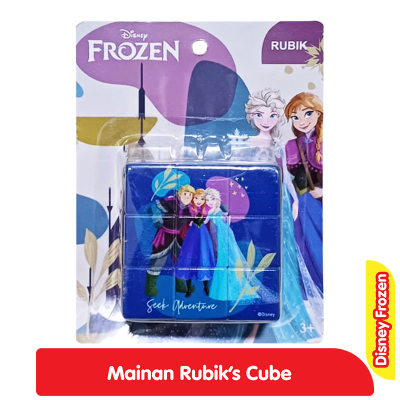 Disney
FROZEN
RUBIK
Seek Adventure
©Disney
3+
Disney Frozen
Mainan Rubik's Cube